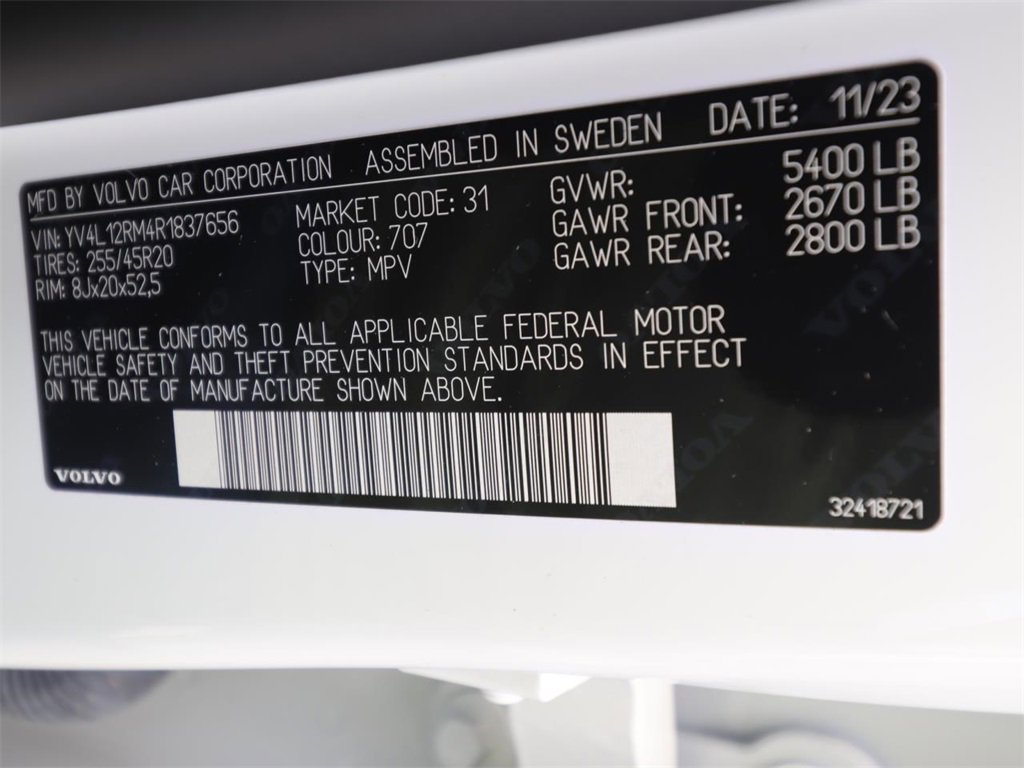 MFD BY VOLVO CAR CORPORATION ASSEMBLED IN SWEDEN DATE: 11/23
VIN: YV4L12RM4R1837656 MARKET CODE: 31 GVWR: 5400 LB
TIRES: 255/45R20 COLOUR: 707 GAWR FRONT: 2670 LB
RIM: 8Jx20x52,5 TYPE: MPV GAWR REAR: 2800 LB
THIS VEHICLE CONFORMS TO ALL APPLICABLE FEDERAL MOTOR
VEHICLE SAFETY AND THEFT PREVENTION STANDARDS IN EFFECT
ON THE DATE OF MANUFACTURE SHOWN ABOVE.
VOLVO
32418721